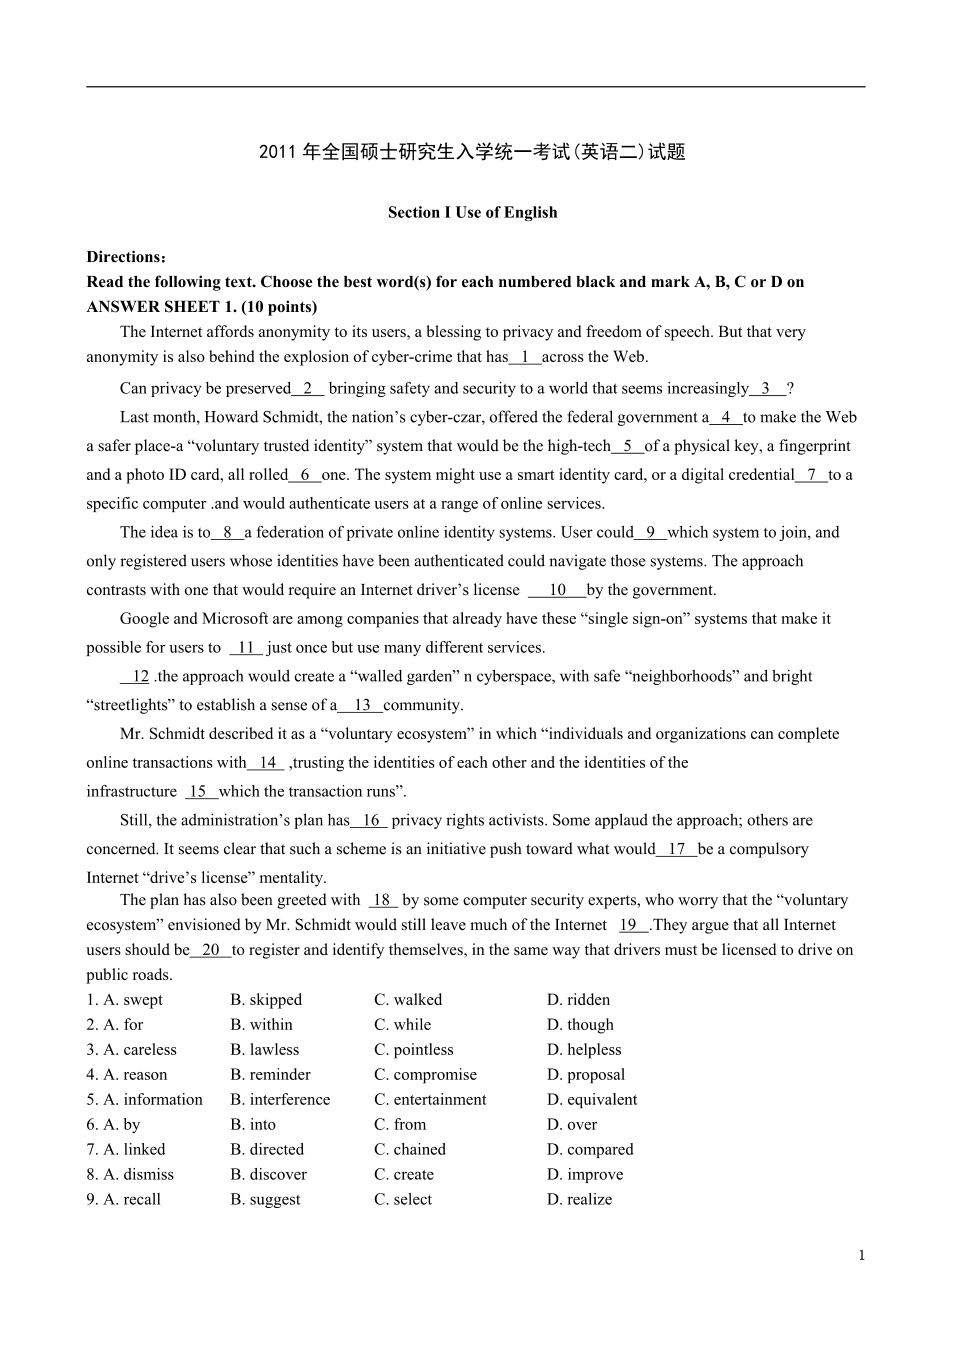 2011 年全国硕士研究生入学统一考试(英语二)试题
Section I Use of English
Directions：
Read the following text. Choose the best word(s) for each numbered black and mark A, B, C or D on
ANSWER SHEET 1. (10 points)
The Internet affords anonymity to its users, a blessing to privacy and freedom of speech. But that very
anonymity is also behind the explosion of cyber-crime that has 1 across the Web.
Can privacy be preserved 2 bringing safety and security to a world that seems increasingly 3 ?
Last month, Howard Schmidt, the nation’s cyber-czar, offered the federal government a 4 to make the Web
a safer place-a “voluntary trusted identity” system that would be the high-tech 5 of a physical key, a fingerprint
and a photo ID card, all rolled 6 one. The system might use a smart identity card, or a digital credential 7 to a
specific computer .and would authenticate users at a range of online services.
The idea is to 8 a federation of private online identity systems. User could 9 which system to join, and
only registered users whose identities have been authenticated could navigate those systems. The approach
contrasts with one that would require an Internet driver’s license 10 by the government.
Google and Microsoft are among companies that already have these “single sign-on” systems that make it
possible for users to 11 just once but use many different services.
12 .the approach would create a “walled garden” n cyberspace, with safe “neighborhoods” and bright
“streetlights” to establish a sense of a 13 community.
Mr. Schmidt described it as a “voluntary ecosystem” in which “individuals and organizations can complete
online transactions with 14 ,trusting the identities of each other and the identities of the
infrastructure 15 which the transaction runs”.
Still, the administration’s plan has 16 privacy rights activists. Some applaud the approach; others are
concerned. It seems clear that such a scheme is an initiative push toward what would 17 be a compulsory
Internet “drive’s license” mentality.
The plan has also been greeted with 18 by some computer security experts, who worry that the “voluntary
ecosystem” envisioned by Mr. Schmidt would still leave much of the Internet 19 .They argue that all Internet
users should be 20 to register and identify themselves, in the same way that drivers must be licensed to drive on
public roads.
1. A. swept B. skipped C. walked D. ridden
2. A. for B. within C. while D. though
3. A. careless B. lawless C. pointless D. helpless
4. A. reason B. reminder C. compromise D. proposal
5. A. information B. interference C. entertainment D. equivalent
6. A. by B. into C. from D. over
7. A. linked B. directed C. chained D. compared
8. A. dismiss B. discover C. create D. improve
9. A. recall B. suggest C. select D. realize
1